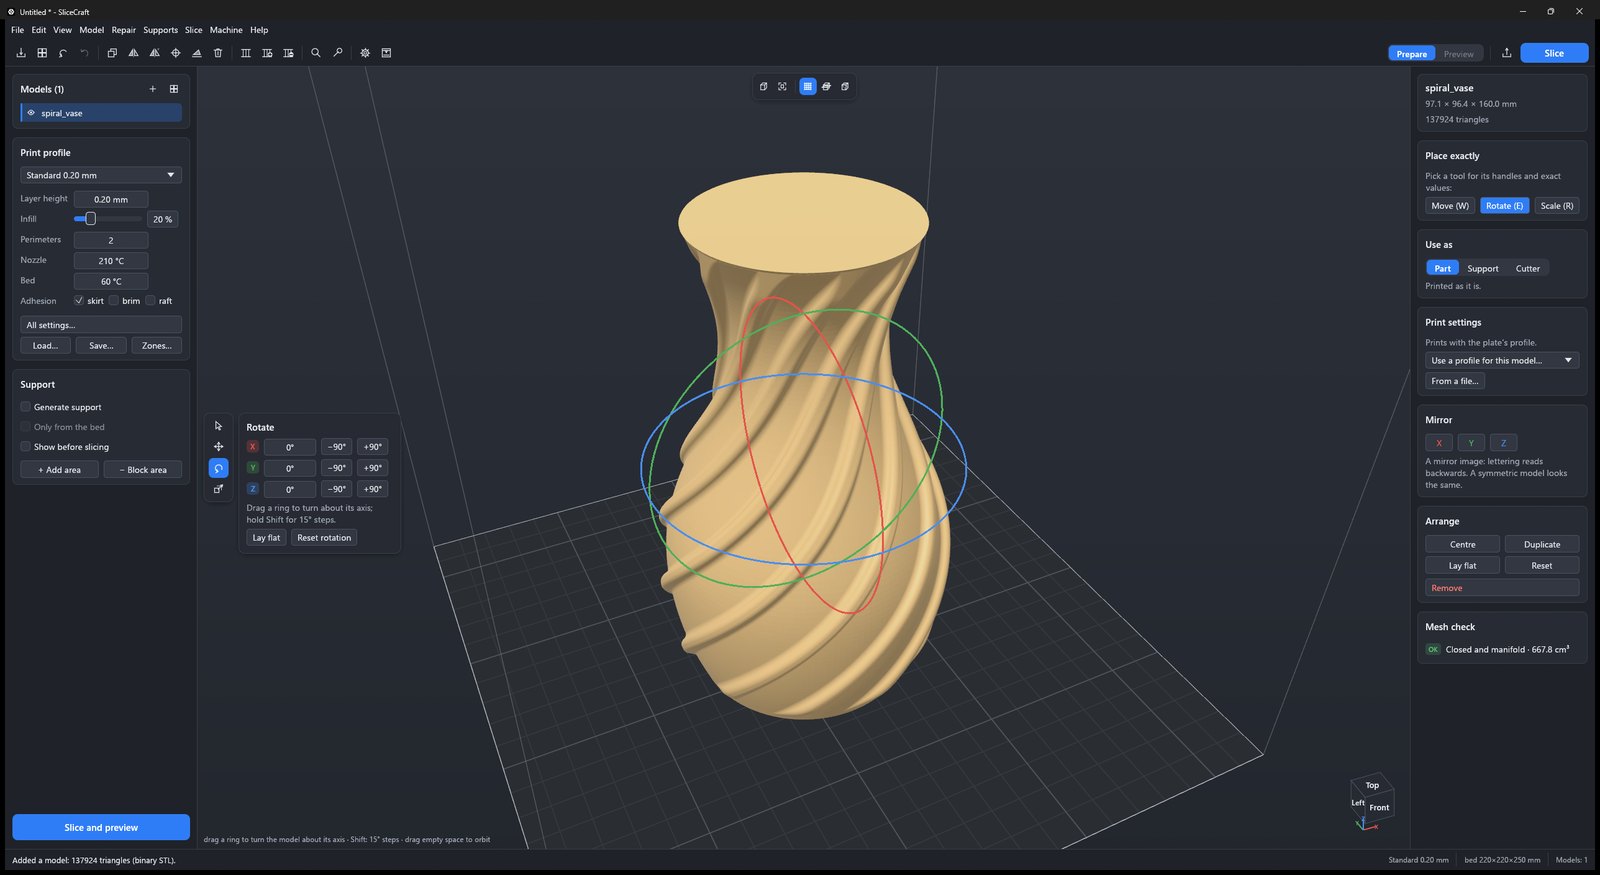 Untitled * - SliceCraft
File Edit View Model Repair Supports Slice Machine Help
Prepare Preview Slice
Models (1)
spiral_vase
Print profile
Standard 0.20 mm
Layer height 0.20 mm
Infill 20 %
Perimeters 2
Nozzle 210 °C
Bed 60 °C
Adhesion skirt brim raft
All settings...
Load... Save... Zones...
Support
Generate support
Only from the bed
Show before slicing
+ Add area − Block area
Slice and preview
Rotate
X 0° −90° +90°
Y 0° −90° +90°
Z 0° −90° +90°
Drag a ring to turn about its axis;
hold Shift for 15° steps.
Lay flat Reset rotation
drag a ring to turn the model about its axis · Shift: 15° steps · drag empty space to orbit
Top
Left Front
Z
Y X
spiral_vase
97.1 × 96.4 × 160.0 mm
137924 triangles
Place exactly
Pick a tool for its handles and exact
values:
Move (W) Rotate (E) Scale (R)
Use as
Part Support Cutter
Printed as it is.
Print settings
Prints with the plate's profile.
Use a profile for this model...
From a file...
Mirror
X Y Z
A mirror image: lettering reads
backwards. A symmetric model looks
the same.
Arrange
Centre Duplicate
Lay flat Reset
Remove
Mesh check
OK Closed and manifold · 667.8 cm³
Added a model: 137924 triangles (binary STL).
Standard 0.20 mm bed 220×220×250 mm Models: 1